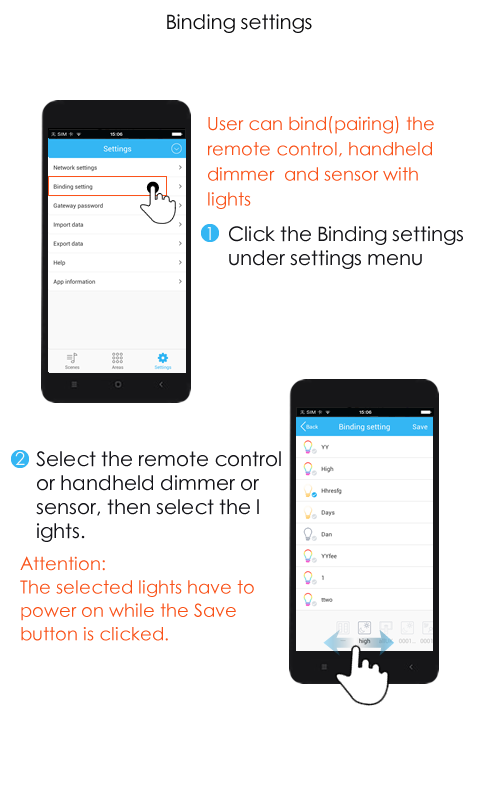 Binding settings
User can bind(pairing) the
remote control, handheld
dimmer and sensor with
lights
1 Click the Binding settings
under settings menu
SIM 15:06
Settings
Network settings
Binding setting
Gateway password
Import data
Export data
Help
App information
Scenes Areas Settings
2 Select the remote control
or handheld dimmer or
sensor, then select the l
ights.
Attention:
The selected lights have to
power on while the Save
button is clicked.
SIM 15:06
Back Binding setting Save
YY
High
Hhresfg
Days
Dan
YYfee
1
ttwo
high 0001... 0001